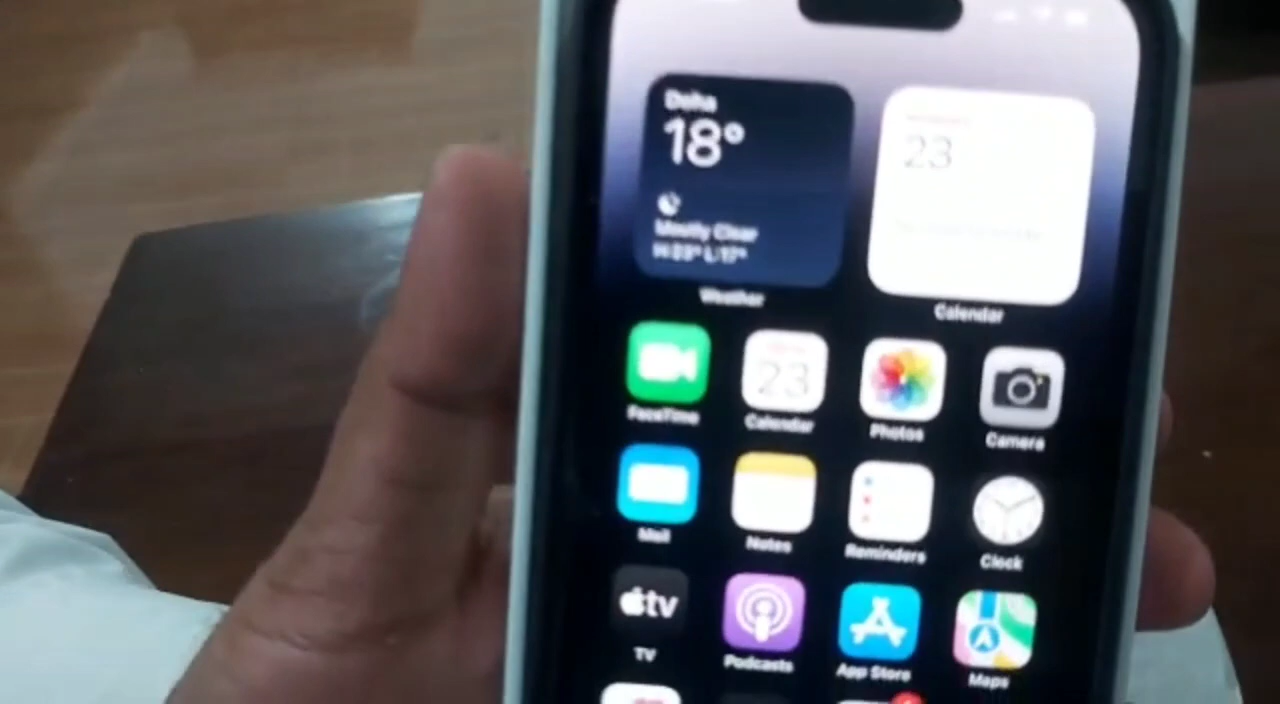 Doha
18°
Mostly Clear
Weather
23
Calendar
FaceTime
23
Calendar
Photos
Camera
Mail
Notes
Reminders
Clock
tv
TV
Podcasts
App Store
Maps